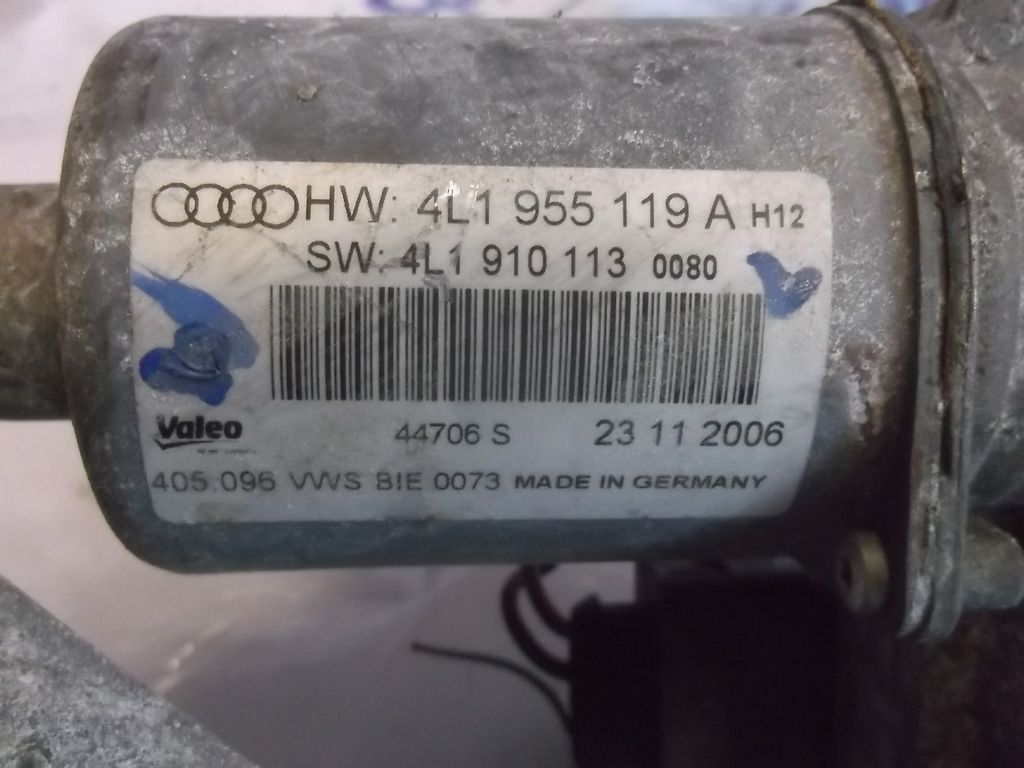 HW: 4L1 955 119 A H12
SW: 4L1 910 113 0080
Valeo
44706 S 23 11 2006
405.096 VWS BIE 0073 MADE IN GERMANY